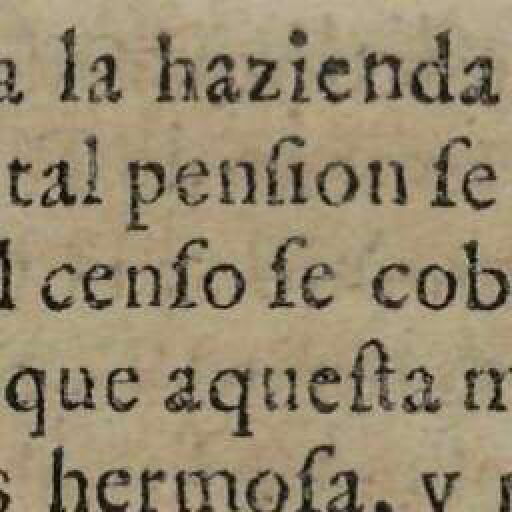 a la hazienda
tal penſion ſe
l cenſo ſe cob
que aqueſta m
s hermoſa, y